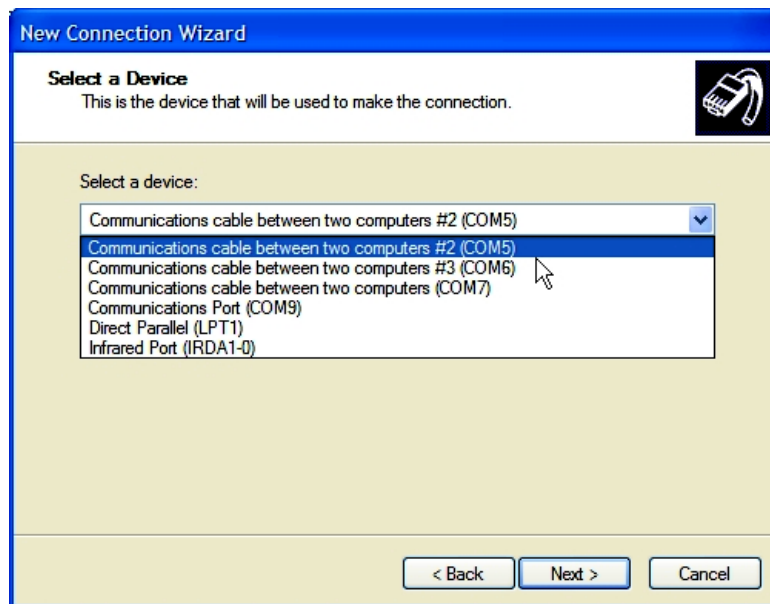 New Connection Wizard
Select a Device
This is the device that will be used to make the connection.
Select a device:
Communications cable between two computers #2 (COM5)
Communications cable between two computers #2 (COM5)
Communications cable between two computers #3 (COM6)
Communications cable between two computers (COM7)
Communications Port (COM9)
Direct Parallel (LPT1)
Infrared Port (IRDA1-0)
< Back Next > Cancel